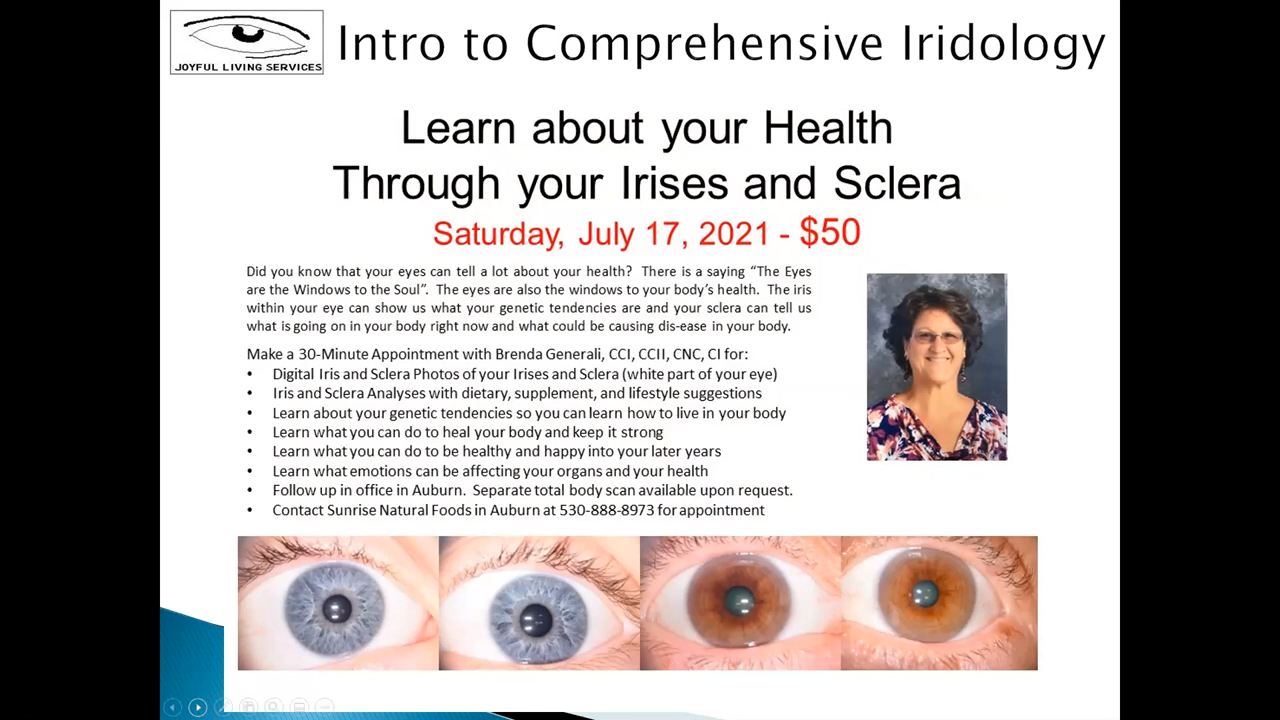 JOYFUL LIVING SERVICES
Intro to Comprehensive Iridology
Learn about your Health
Through your Irises and Sclera
Saturday, July 17, 2021 - $50
Did you know that your eyes can tell a lot about your health? There is a saying “The Eyes
are the Windows to the Soul”. The eyes are also the windows to your body’s health. The iris
within your eye can show us what your genetic tendencies are and your sclera can tell us
what is going on in your body right now and what could be causing dis-ease in your body.
Make a 30-Minute Appointment with Brenda Generali, CCI, CCII, CNC, CI for:
• Digital Iris and Sclera Photos of your Irises and Sclera (white part of your eye)
• Iris and Sclera Analyses with dietary, supplement, and lifestyle suggestions
• Learn about your genetic tendencies so you can learn how to live in your body
• Learn what you can do to heal your body and keep it strong
• Learn what you can do to be healthy and happy into your later years
• Learn what emotions can be affecting your organs and your health
• Follow up in office in Auburn. Separate total body scan available upon request.
• Contact Sunrise Natural Foods in Auburn at 530-888-8973 for appointment